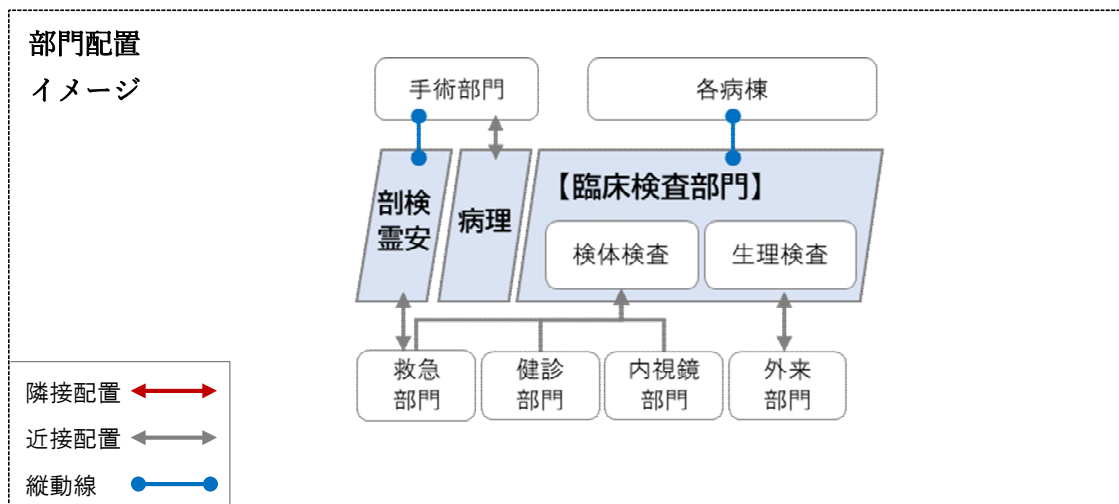 部門配置
イメージ
手術部門
各病棟
剖検
霊安
病理
【臨床検査部門】
検体検査
生理検査
救急
部門
健診
部門
内視鏡
部門
外来
部門
隣接配置
近接配置
縦動線